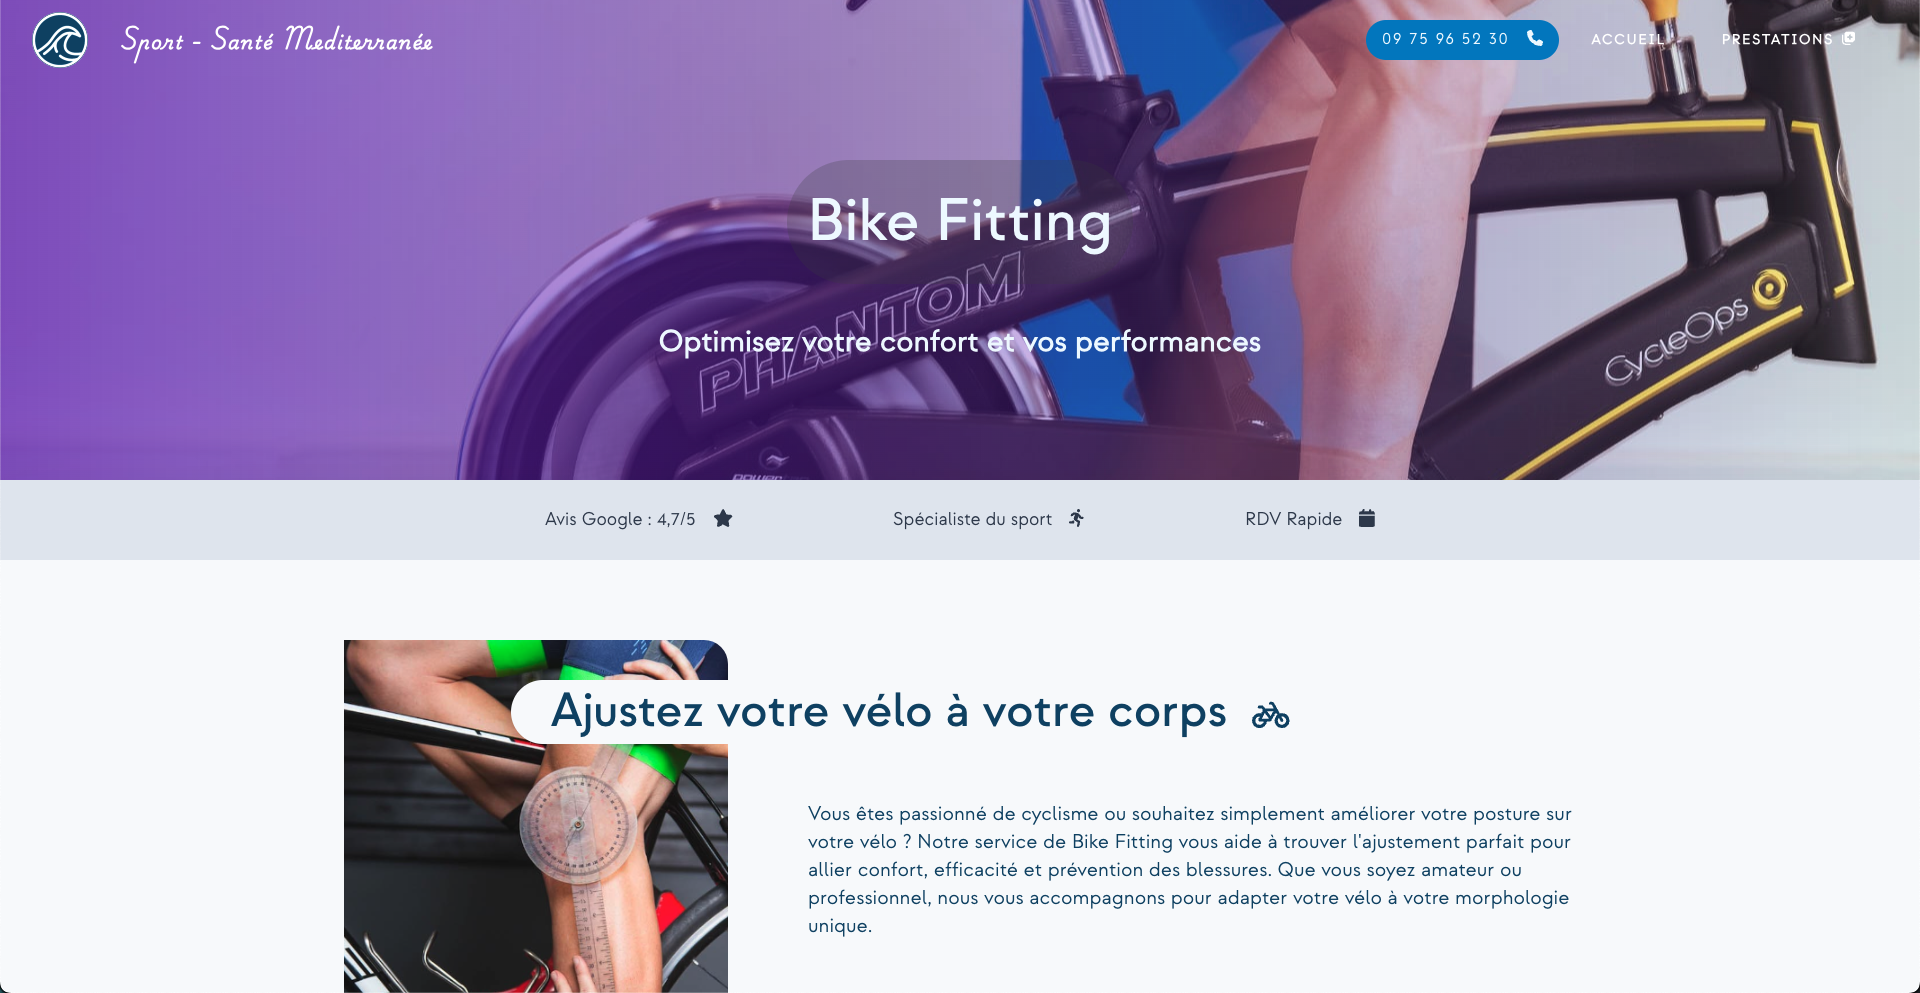 Sport - Santé Mediterranée
09 75 96 52 30
ACCUEIL
PRESTATIONS
Bike Fitting
PHANTOM
Optimisez votre confort et vos performances
CycleOps
Avis Google : 4,7/5
Spécialiste du sport
RDV Rapide
Ajustez votre vélo à votre corps
Vous êtes passionné de cyclisme ou souhaitez simplement améliorer votre posture sur
votre vélo ? Notre service de Bike Fitting vous aide à trouver l'ajustement parfait pour
allier confort, efficacité et prévention des blessures. Que vous soyez amateur ou
professionnel, nous vous accompagnons pour adapter votre vélo à votre morphologie
unique.